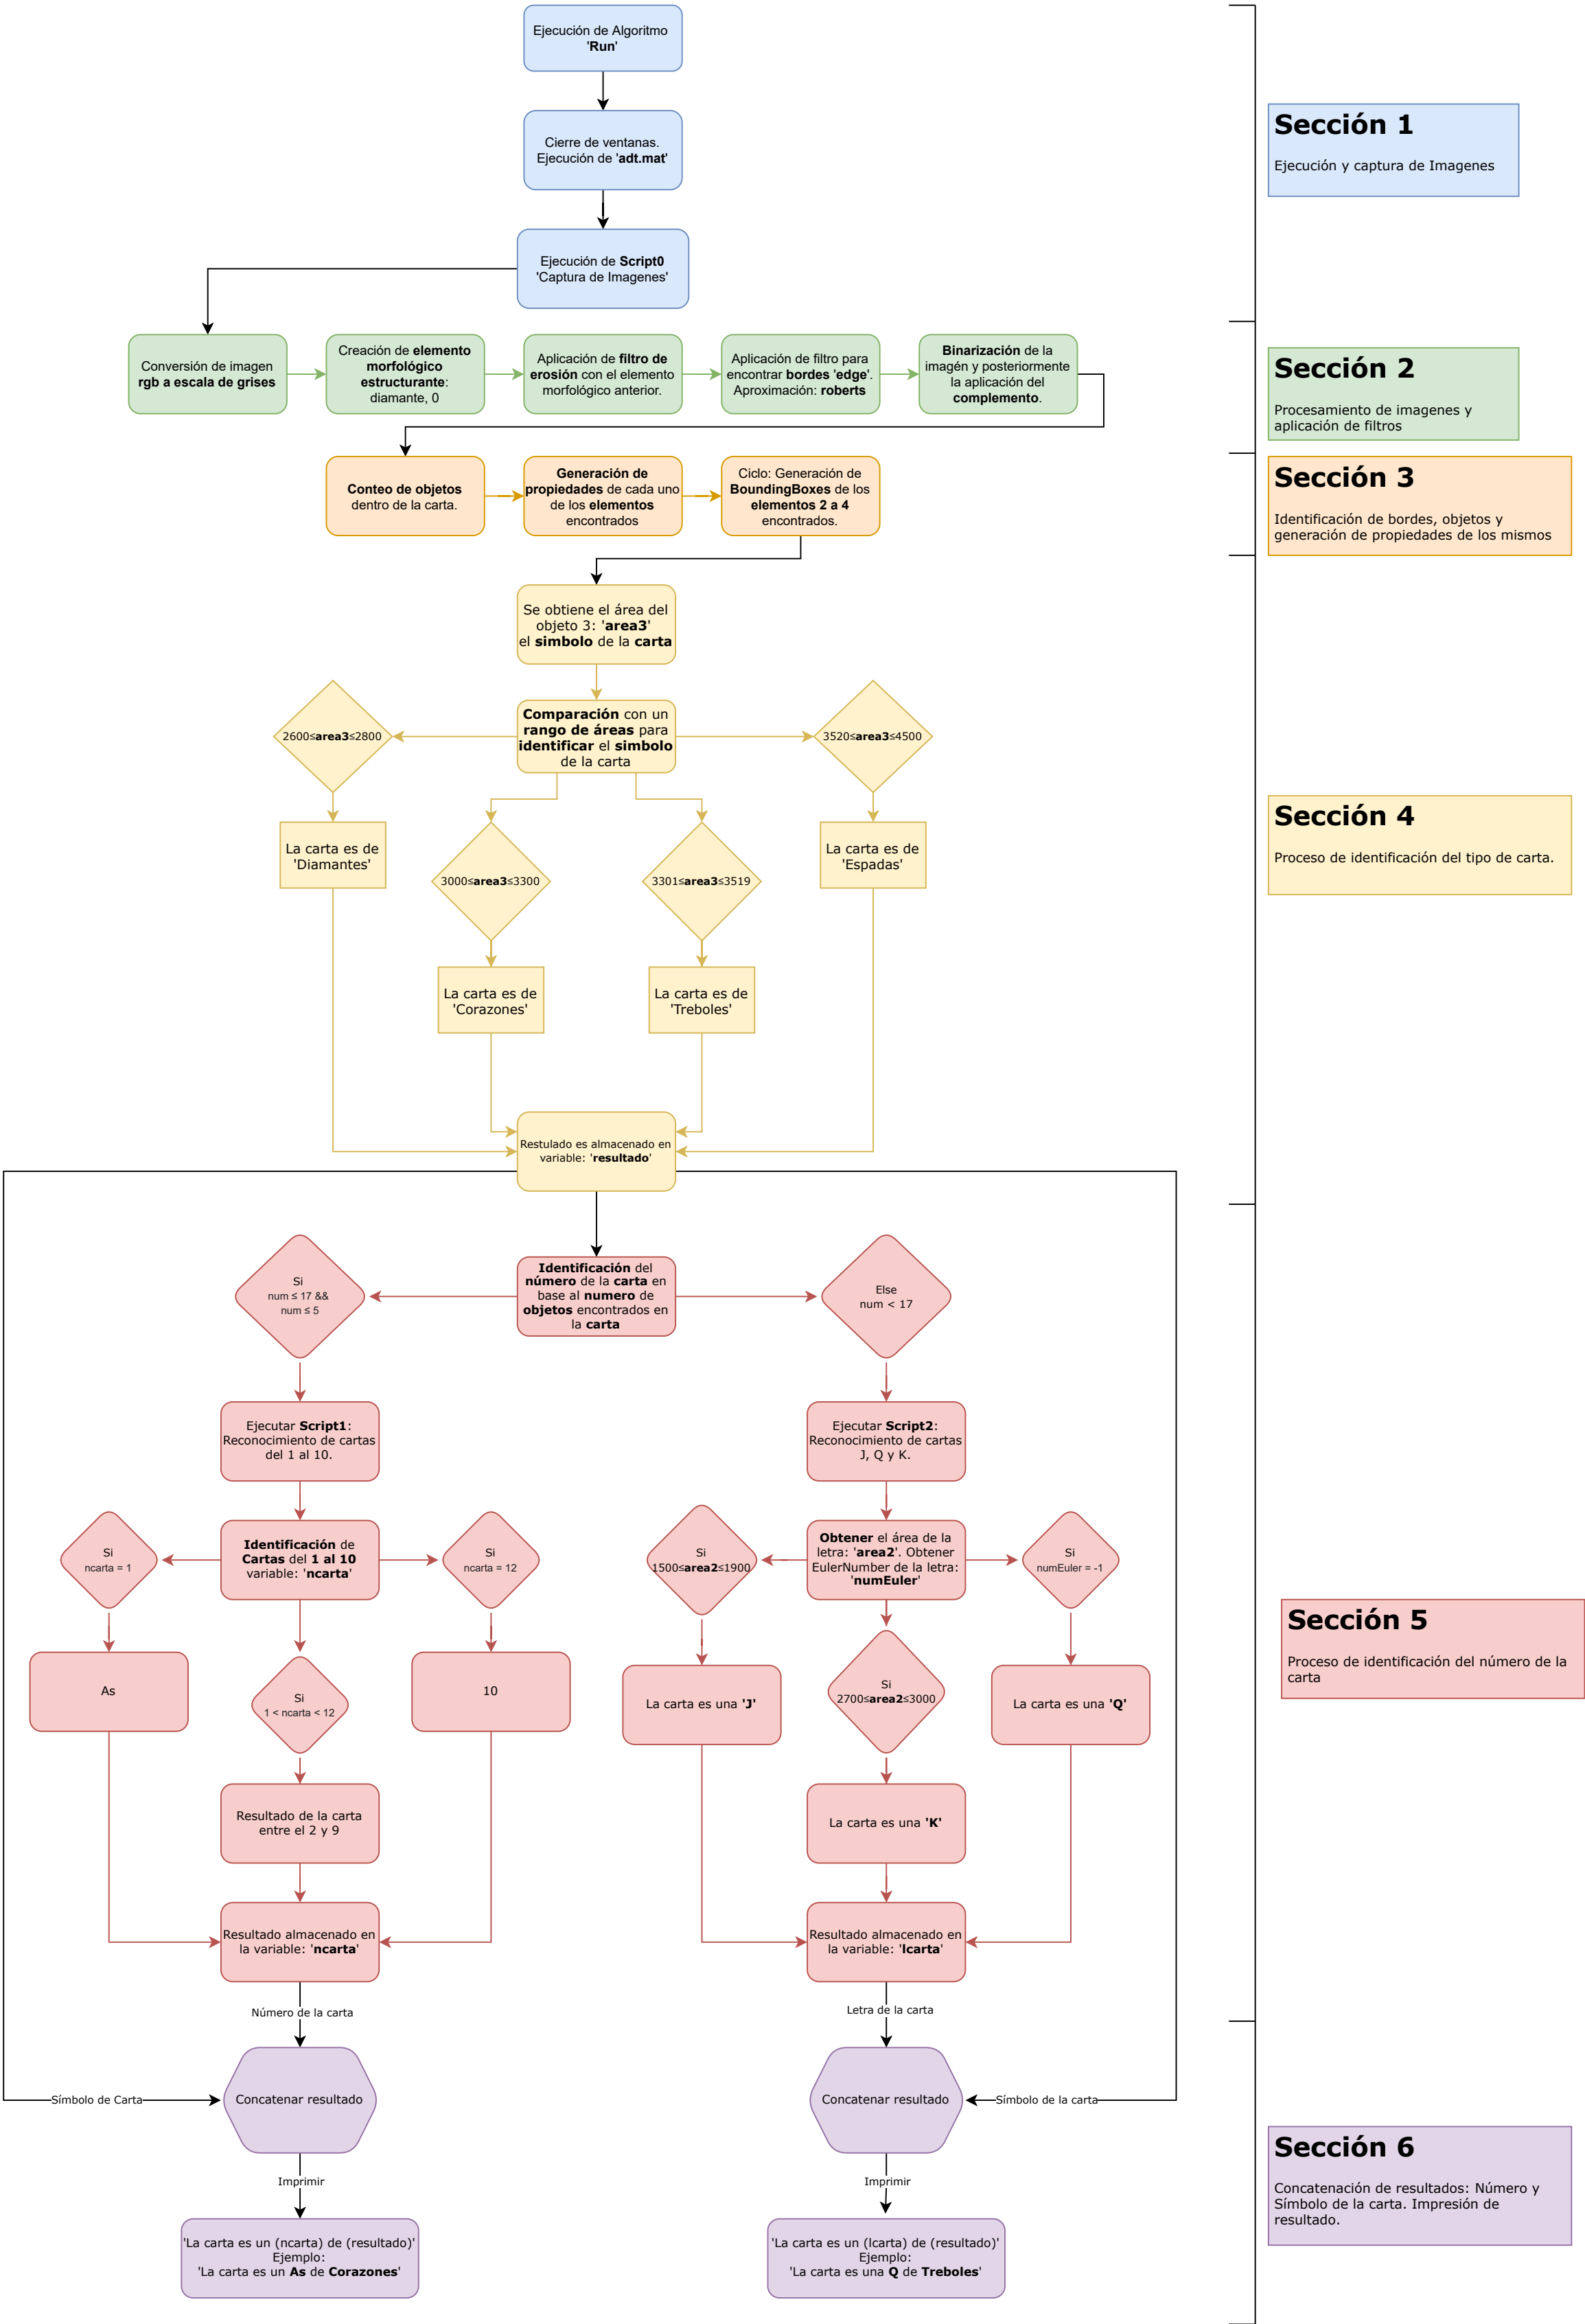 Ejecución de Algoritmo
'Run'
Cierre de ventanas.
Ejecución de 'adt.mat'
Ejecución de Script0
'Captura de Imagenes'
Sección 1
Ejecución y captura de Imagenes
Conversión de imagen
rgb a escala de grises
Creación de elemento
morfológico
estructurante:
diamante, 0
Aplicación de filtro de
erosión con el elemento
morfológico anterior.
Aplicación de filtro para
encontrar bordes 'edge'.
Aproximación: roberts
Binarización de la
imagén y posteriormente
la aplicación del
complemento.
Sección 2
Procesamiento de imagenes y
aplicación de filtros
Conteo de objetos
dentro de la carta.
Generación de
propiedades de cada uno
de los elementos
encontrados
Ciclo: Generación de
BoundingBoxes de los
elementos 2 a 4
encontrados.
Sección 3
Identificación de bordes, objetos y
generación de propiedades de los mismos
Se obtiene el área del
objeto 3: 'area3'
el simbolo de la carta
Comparación con un
rango de áreas para
identificar el simbolo
de la carta
2600≤area3≤2800
3520≤area3≤4500
La carta es de
'Diamantes'
3000≤area3≤3300
3301≤area3≤3519
La carta es de
'Espadas'
La carta es de
'Corazones'
La carta es de
'Treboles'
Sección 4
Proceso de identificación del tipo de carta.
Restulado es almacenado en
variable: 'resultado'
Si
num ≤ 17 &&
num ≤ 5
Identificación del
número de la carta en
base al numero de
objetos encontrados en
la carta
Else
num < 17
Ejecutar Script1:
Reconocimiento de cartas
del 1 al 10.
Ejecutar Script2:
Reconocimiento de cartas
J, Q y K.
Si
ncarta = 1
Identificación de
Cartas del 1 al 10
variable: 'ncarta'
Si
ncarta = 12
Si
1500≤area2≤1900
Obtener el área de la
letra: 'area2'. Obtener
EulerNumber de la letra:
'numEuler'
Si
numEuler = -1
As
Si
1 < ncarta < 12
10
La carta es una 'J'
Si
2700≤area2≤3000
La carta es una 'Q'
Resultado de la carta
entre el 2 y 9
La carta es una 'K'
Resultado almacenado en
la variable: 'ncarta'
Resultado almacenado en
la variable: 'lcarta'
Sección 5
Proceso de identificación del número de la
carta
Número de la carta
Letra de la carta
Símbolo de Carta
Concatenar resultado
Concatenar resultado
Símbolo de la carta
Imprimir
Imprimir
'La carta es un (ncarta) de (resultado)'
Ejemplo:
'La carta es un As de Corazones'
'La carta es un (lcarta) de (resultado)'
Ejemplo:
'La carta es una Q de Treboles'
Sección 6
Concatenación de resultados: Número y
Símbolo de la carta. Impresión de
resultado.